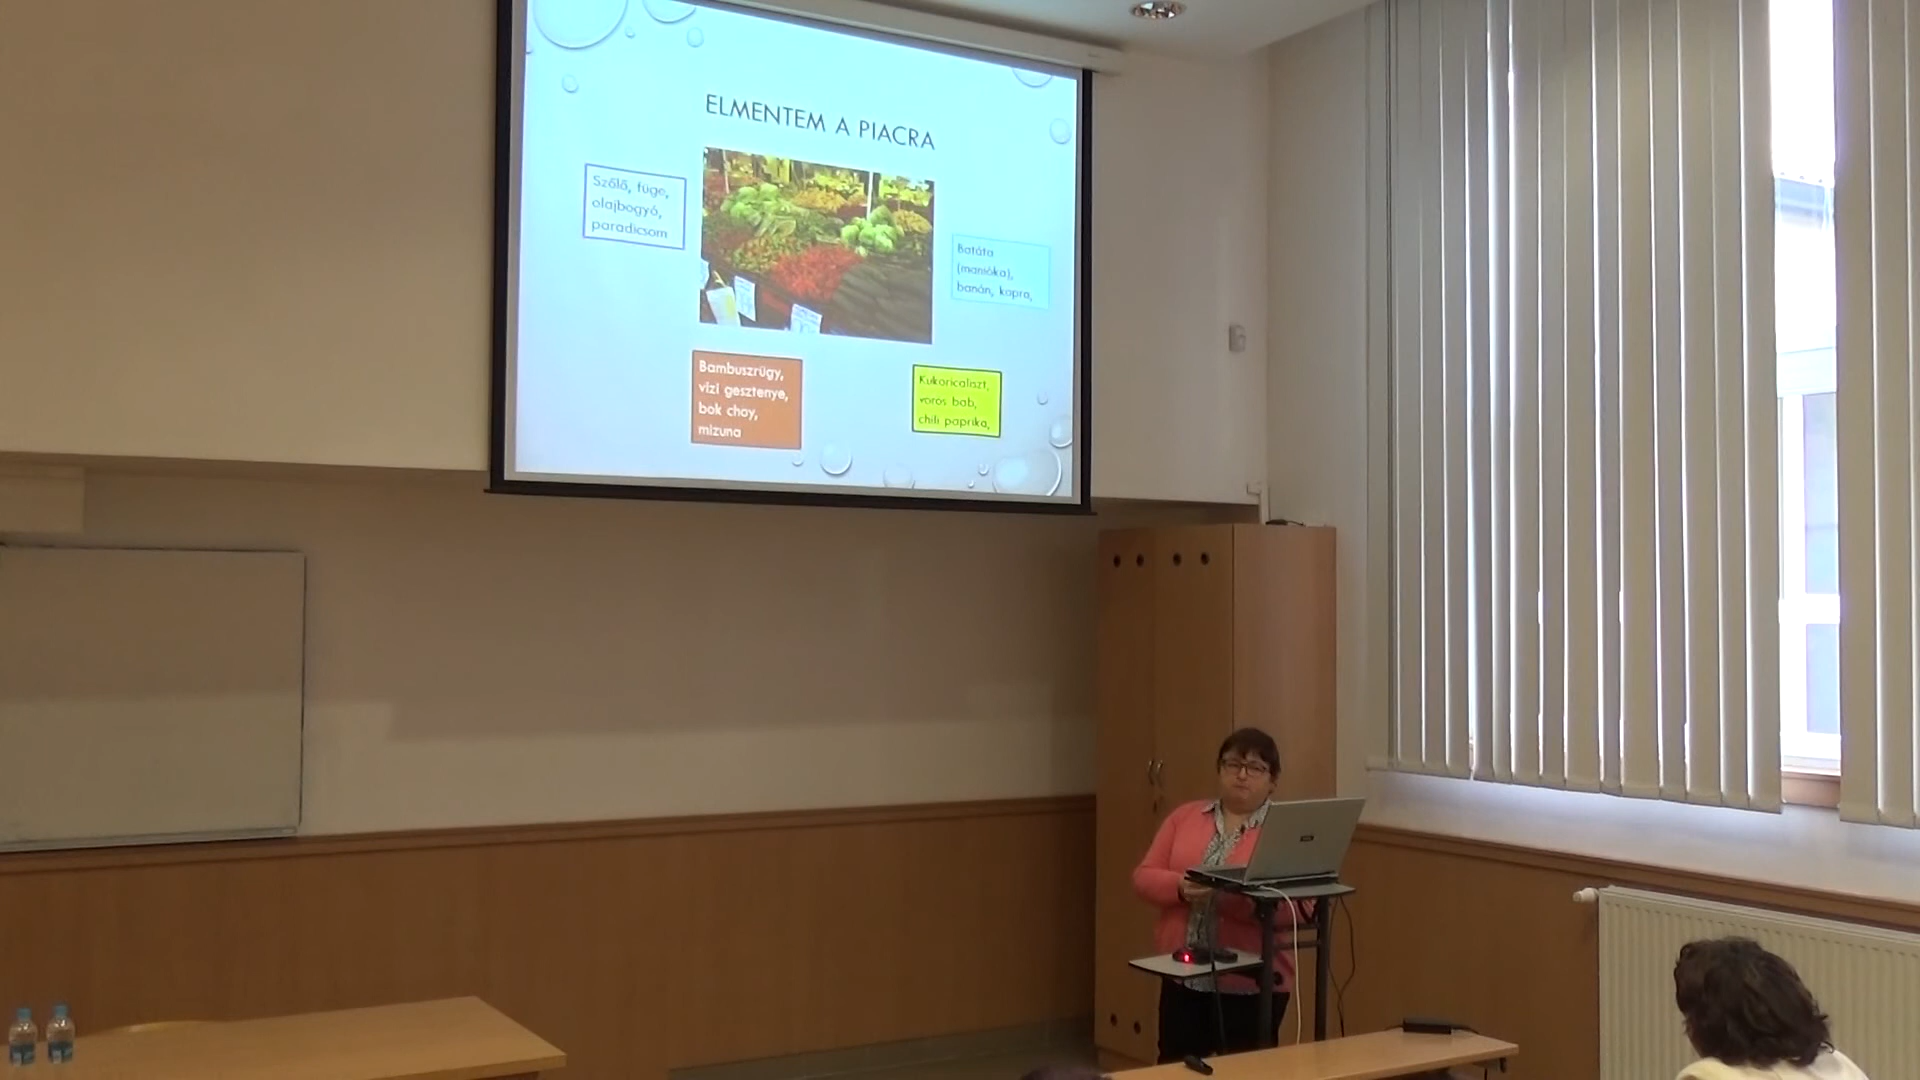 ELMENTEM A PIACRA
Szőlő, füge,
olajbogyó,
paradicsom
Batáta
(manióka),
banán, kopra,
Bambuszrügy,
vízi gesztenye,
bok choy,
mizuna
Kukoricaliszt,
vörös bab,
chili paprika,